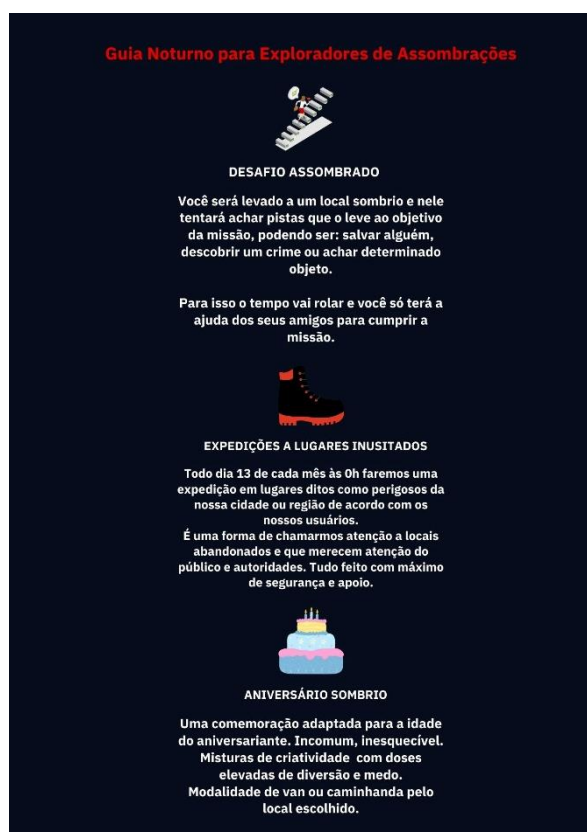 Guia Noturno para Exploradores de Assombrações
DESAFIO ASSOMBRADO
Você será levado a um local sombrio e nele
tentará achar pistas que o leve ao objetivo
da missão, podendo ser: salvar alguém,
descobrir um crime ou achar determinado
objeto.
Para isso o tempo vai rolar e você só terá a
ajuda dos seus amigos para cumprir a
missão.
EXPEDIÇÕES A LUGARES INUSITADOS
Todo dia 13 de cada mês às 0h faremos uma
expedição em lugares ditos como perigosos da
nossa cidade ou região de acordo com os
nossos usuários.
É uma forma de chamarmos atenção a locais
abandonados e que merecem atenção do
público e autoridades. Tudo feito com máximo
de segurança e apoio.
ANIVERSÁRIO SOMBRIO
Uma comemoração adaptada para a idade
do aniversariante. Incomum, inesquecível.
Misturas de criatividade com doses
elevadas de diversão e medo.
Modalidade de van ou caminhanda pelo
local escolhido.